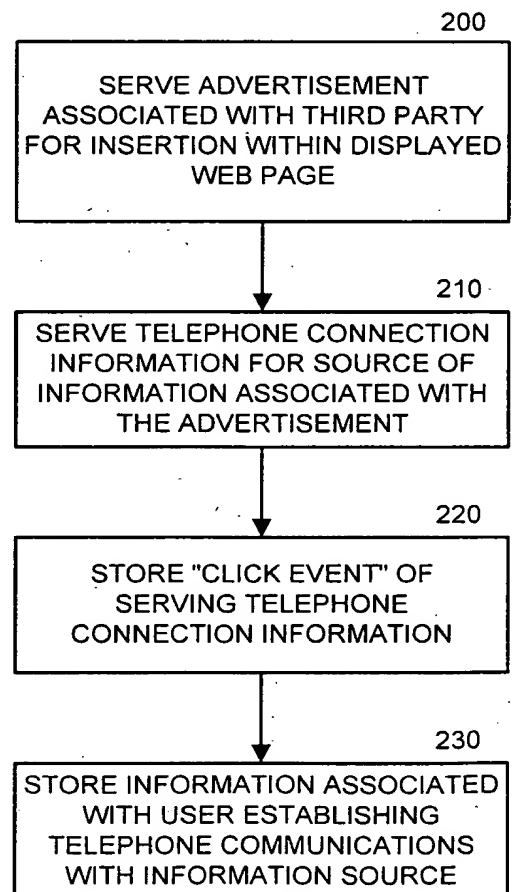 200
SERVE ADVERTISEMENT
ASSOCIATED WITH THIRD PARTY
FOR INSERTION WITHIN DISPLAYED
WEB PAGE
210
SERVE TELEPHONE CONNECTION
INFORMATION FOR SOURCE OF
INFORMATION ASSOCIATED WITH
THE ADVERTISEMENT
220
STORE "CLICK EVENT" OF
SERVING TELEPHONE
CONNECTION INFORMATION
230
STORE INFORMATION ASSOCIATED
WITH USER ESTABLISHING
TELEPHONE COMMUNICATIONS
WITH INFORMATION SOURCE